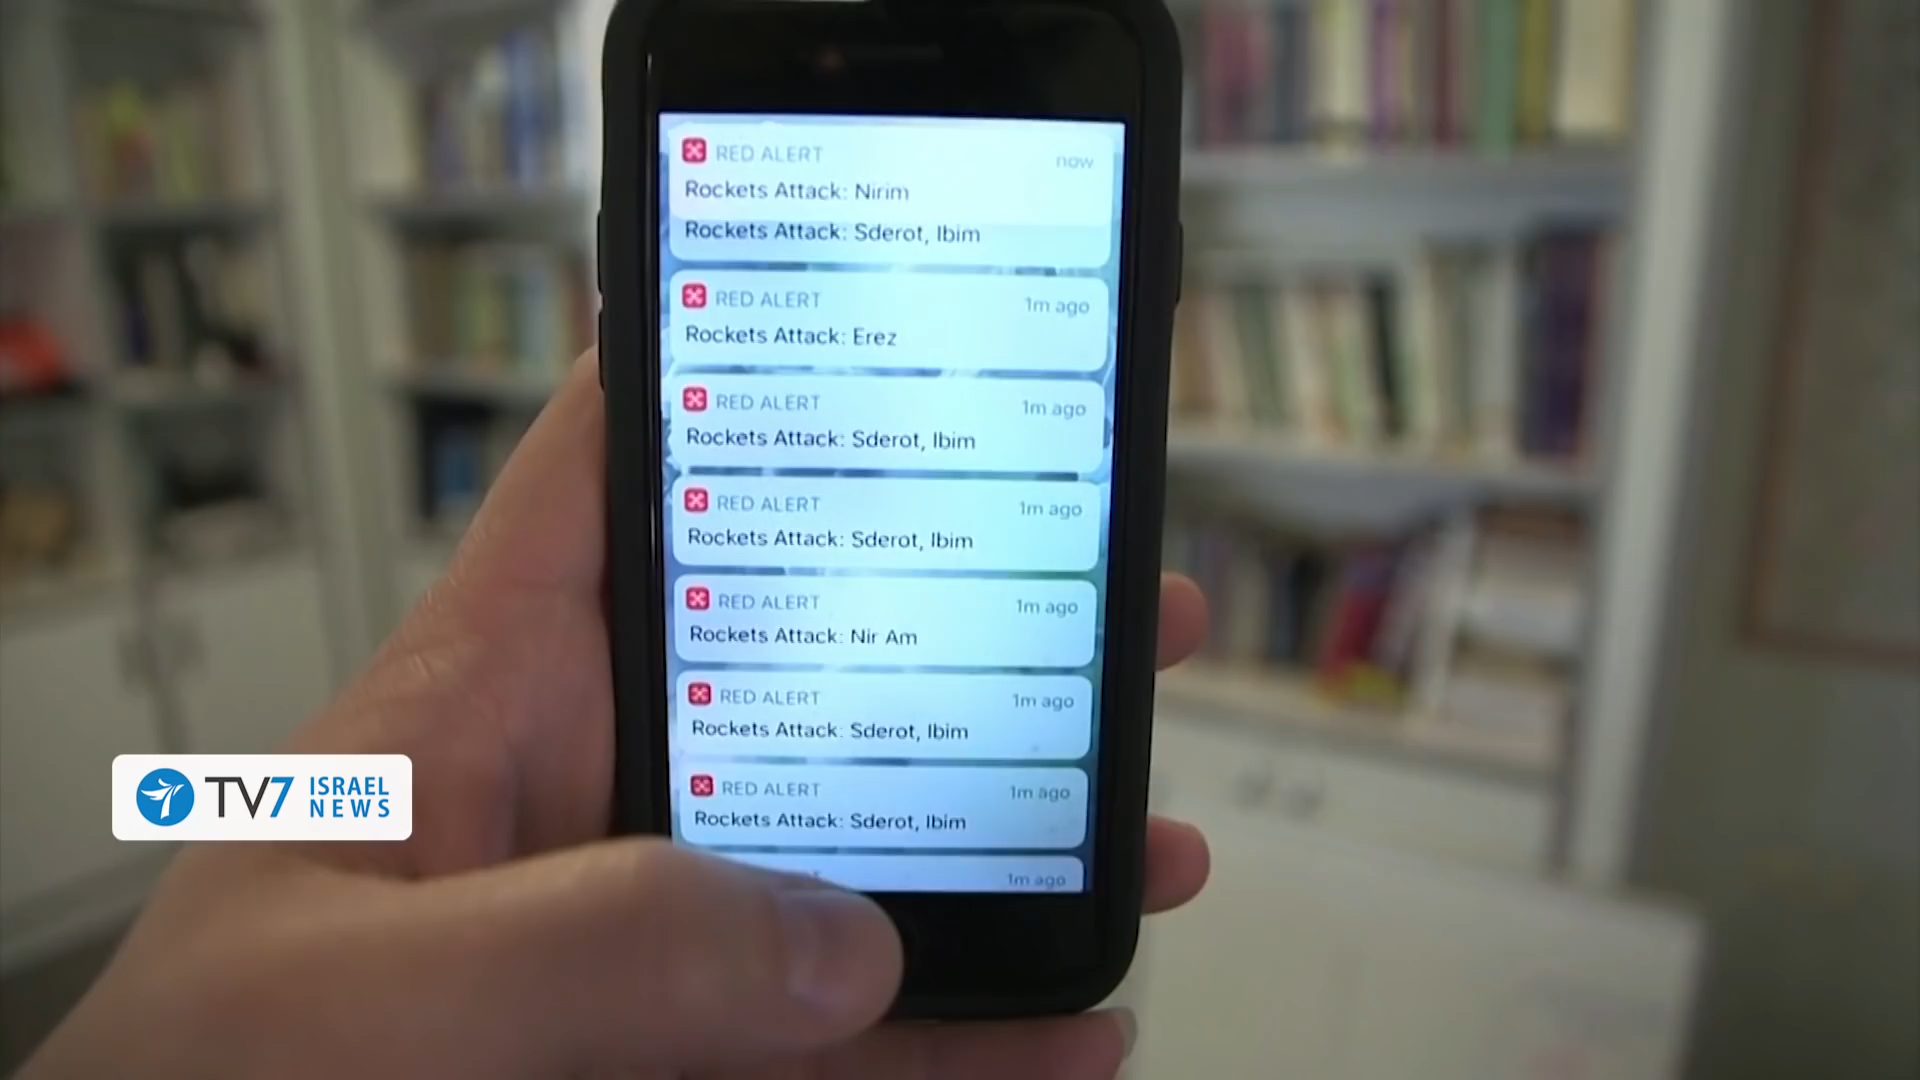 RED ALERT now
Rockets Attack: Nirim
Rockets Attack: Sderot, Ibim
RED ALERT 1m ago
Rockets Attack: Erez
RED ALERT 1m ago
Rockets Attack: Sderot, Ibim
RED ALERT 1m ago
Rockets Attack: Sderot, Ibim
RED ALERT 1m ago
Rockets Attack: Nir Am
RED ALERT 1m ago
Rockets Attack: Sderot, Ibim
RED ALERT 1m ago
Rockets Attack: Sderot, Ibim
1m ago
TV7 ISRAEL
NEWS